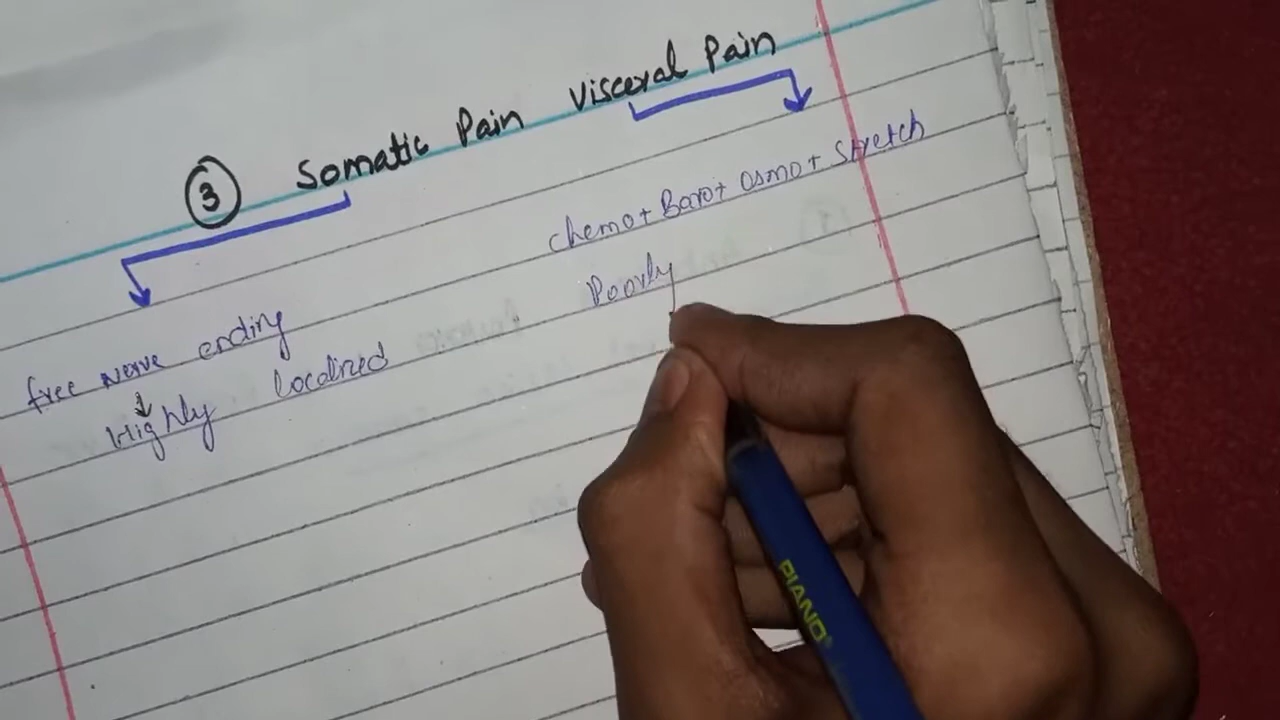 ③ Somatic Pain Visceral Pain
chemo + Baro + Osmo + Stretch
free nerve ending
Poorly
Highly localized
PIANO